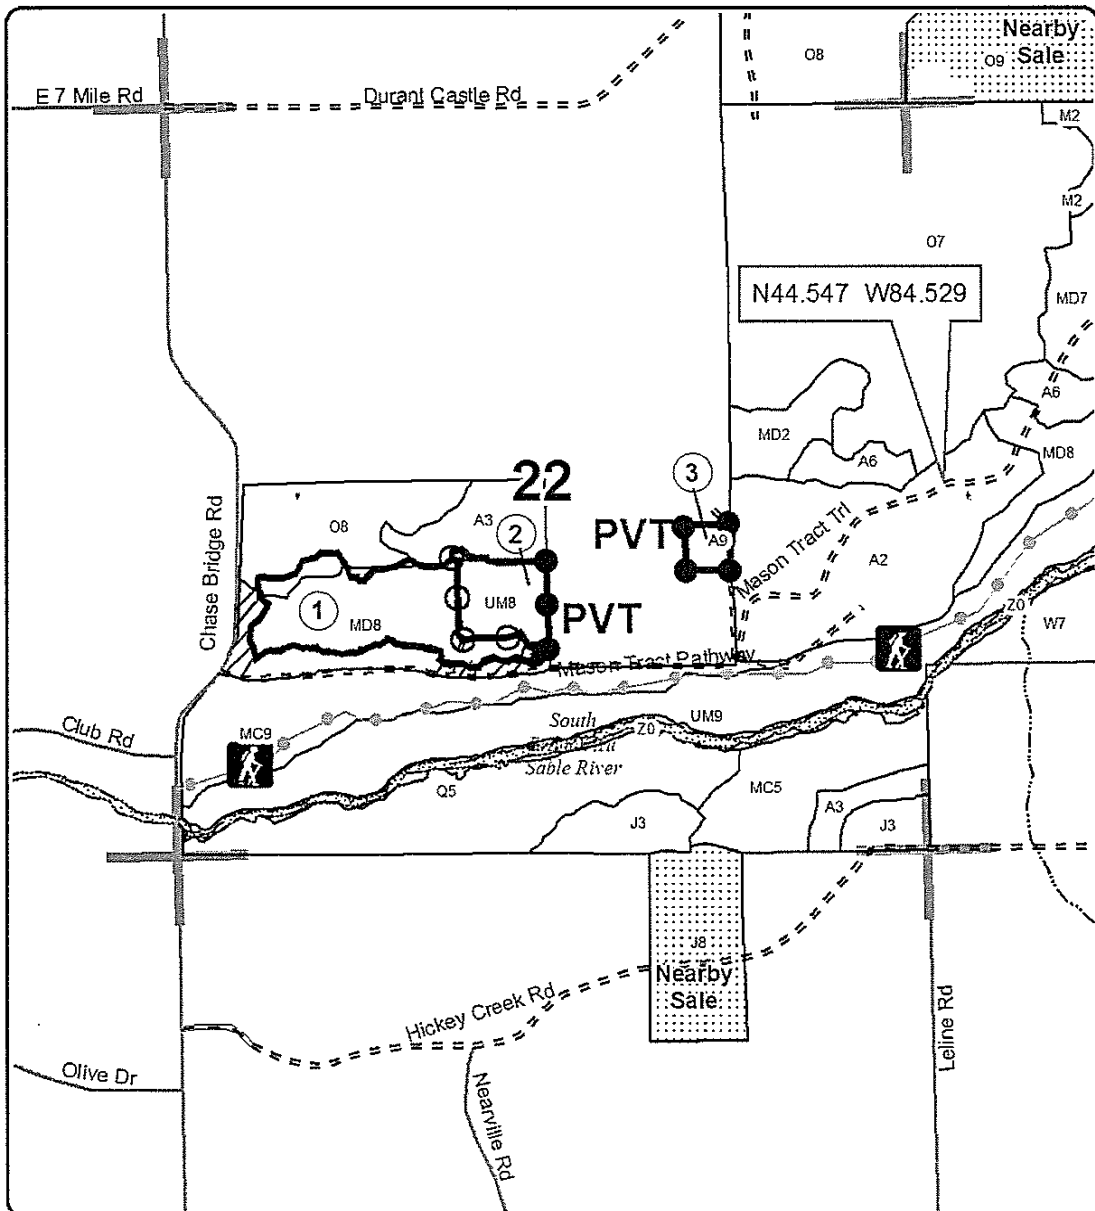 Nearby
Sale
O8
O9
E 7 Mile Rd
Durant Castle Rd
M2
M2
O7
N44.547 W84.529
MD7
A6
MD2
MD8
A6
22
3
Chase Bridge Rd
O8
A3
2
PVT
A9
Mason Tract Trl
A2
1
MD8
UM8
PVT
Z0
W7
Mason Tract Pathway
Club Rd
MC9
South
Z0
UM9
Sable River
Q5
MC5
A3
J3
J3
J8
Nearby
Sale
Hickey Creek Rd
Leline Rd
Olive Dr
Nearville Rd